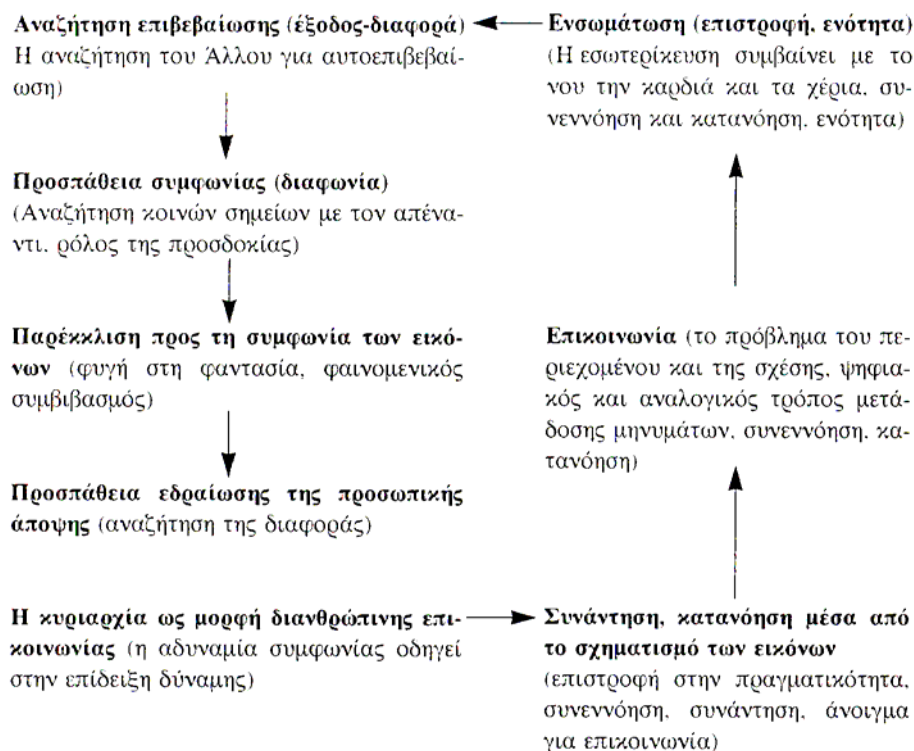 Αναζήτηση επιβεβαίωσης (έξοδος-διαφορά)
Η αναζήτηση του Άλλου για αυτοεπιβεβαί-
ωση)
Προσπάθεια συμφωνίας (διαφωνία)
(Αναζήτηση κοινών σημείων με τον απένα-
ντι, ρόλος της προσδοκίας)
Παρέκκλιση προς τη συμφωνία των εικό-
νων (φυγή στη φαντασία, φαινομενικός
συμβιβασμός)
Προσπάθεια εδραίωσης της προσωπικής
άποψης (αναζήτηση της διαφοράς)
Η κυριαρχία ως μορφή διανθρώπινης επι-
κοινωνίας (η αδυναμία συμφωνίας οδηγεί
στην επίδειξη δύναμης)
Συνάντηση, κατανόηση μέσα από
το σχηματισμό των εικόνων
(επιστροφή στην πραγματικότητα,
συνεννόηση, συνάντηση, άνοιγμα
για επικοινωνία)
Επικοινωνία (το πρόβλημα του πε-
ριεχομένου και της σχέσης, ψηφια-
κός και αναλογικός τρόπος μετά-
δοσης μηνυμάτων, συνεννόηση, κα-
τανόηση)
Ενσωμάτωση (επιστροφή, ενότητα)
(Η εσωτερίκευση συμβαίνει με το
νου την καρδιά και τα χέρια, συ-
νεννόηση και κατανόηση, ενότητα)